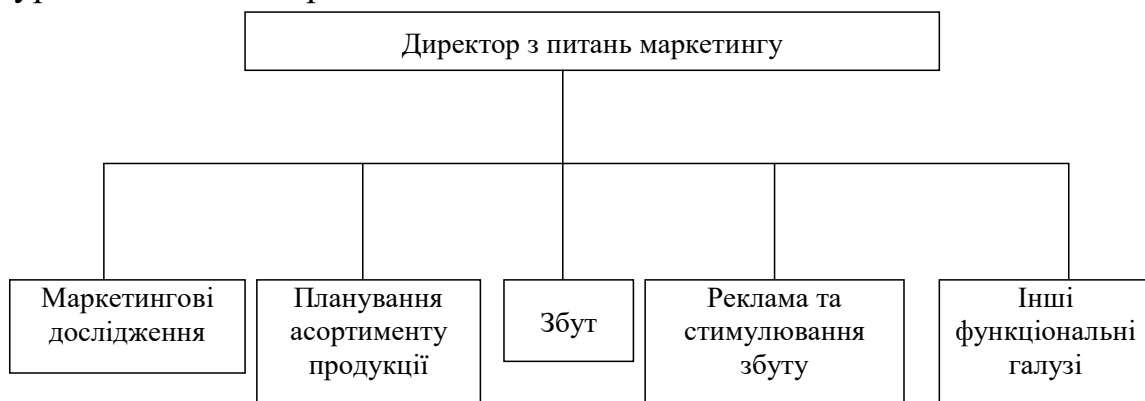 Директор з питань маркетингу
Маркетингові
дослідження
Планування
асортименту
продукції
Збут
Реклама та
стимулювання
збуту
Інші
функціональні
галузі